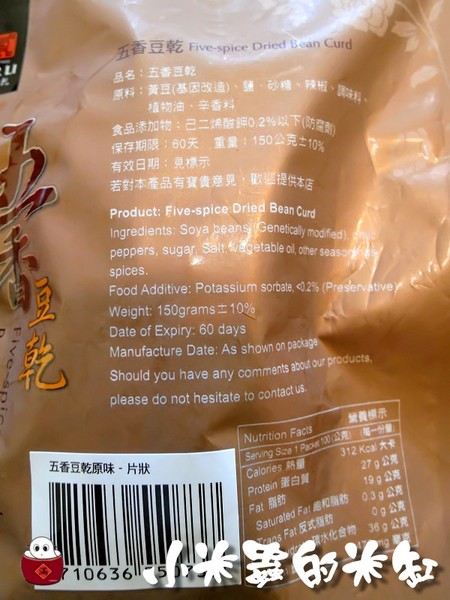 五香豆乾 Five-spice Dried Bean Curd
品名：五香豆乾
原料：黃豆(基因改造)、鹽、砂糖、辣椒、調味料、
植物油、辛香料
食品添加物：己二烯酸鉀0.2%以下(防腐劑)
保存期限：60天　重量：150公克±10%
有效日期：見標示
若對本產品有寶貴意見，歡迎提供本店
Product: Five-spice Dried Bean Curd
Ingredients: Soya beans (Genetically modified),
peppers, sugar, Salt, Vegetable oil, other seasonings
spices.
Food Additive: Potassium sorbate, <0.2% (Preservative)
Weight: 150grams±10%
Date of Expiry: 60 days
Manufacture Date: As shown on package
Should you have any comments about our products,
please do not hesitate to contact us.
豆乾
Five-spic
Nutrition Facts 營養標示
Serving Size 1 Packet 100(公克) (每一份量)
Calories 熱量 312 Kcal 大卡
Protein 蛋白質 27 g 公克
Fat 脂肪 19 g 公克
Saturated Fat 飽和脂肪 0.3 g 公克
Trans Fat 反式脂肪 0 g 公克
碳水化合物 36 g 公克
五香豆乾原味 - 片狀
710636
小米蟲的米缸